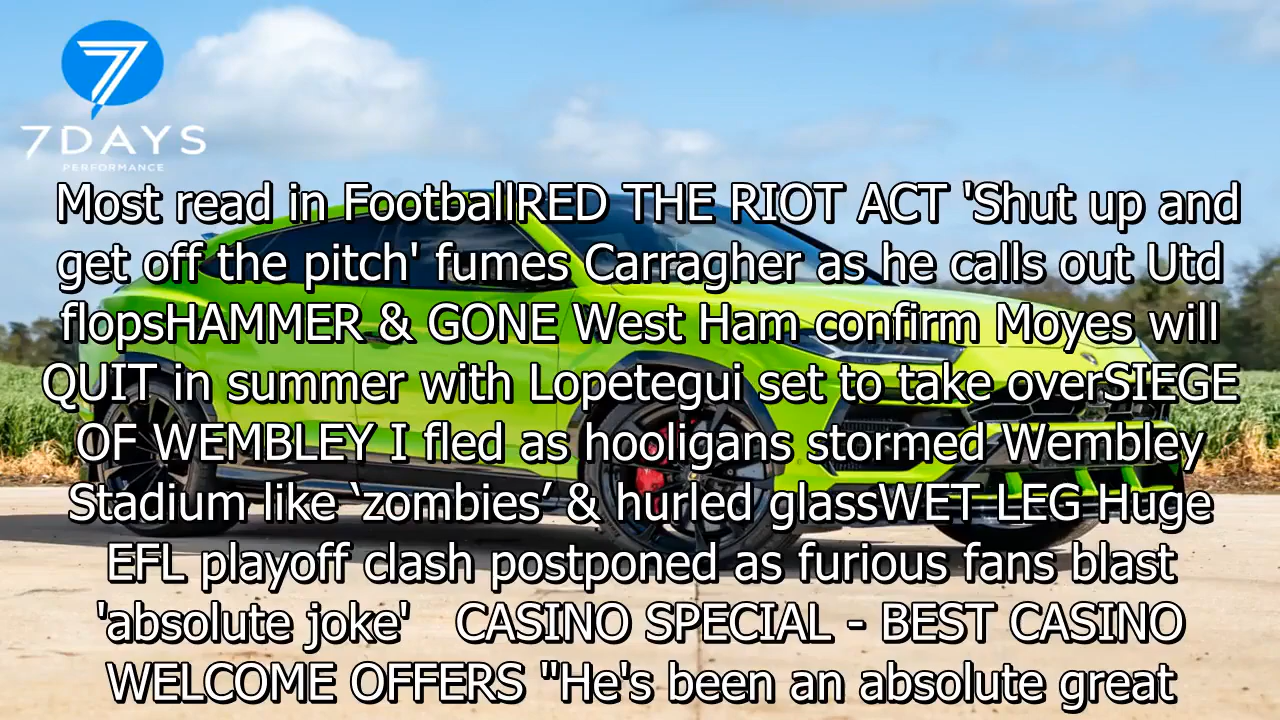 7
7DAYS
PERFORMANCE
Most read in FootballRED THE RIOT ACT 'Shut up and
get off the pitch' fumes Carragher as he calls out Utd
flopsHAMMER & GONE West Ham confirm Moyes will
QUIT in summer with Lopetegui set to take overSIEGE
OF WEMBLEY I fled as hooligans stormed Wembley
Stadium like ‘zombies’ & hurled glassWET LEG Huge
EFL playoff clash postponed as furious fans blast
'absolute joke'   CASINO SPECIAL - BEST CASINO
WELCOME OFFERS "He's been an absolute great